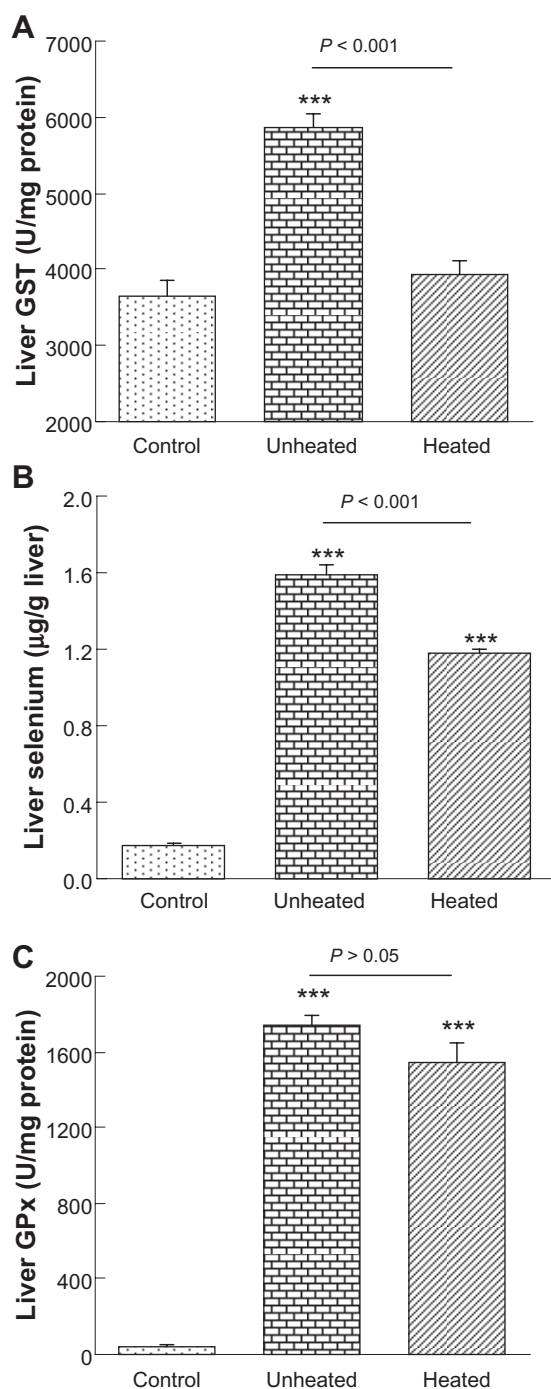 A
Liver GST (U/mg protein)
7000
6000
5000
4000
3000
2000
P < 0.001
***
Control Unheated Heated
B
Liver selenium (μg/g liver)
2.0
1.6
1.2
0.8
0.4
0.0
P < 0.001
***
***
Control Unheated Heated
C
Liver GPx (U/mg protein)
2000
1600
1200
800
400
0
P > 0.05
***
***
Control Unheated Heated